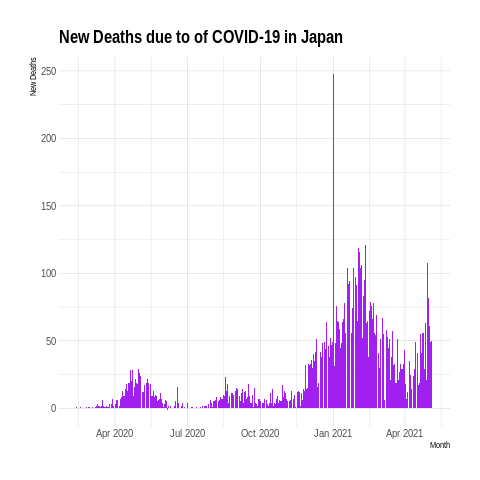 New Deaths due to of COVID-19 in Japan
New Deaths
250
200
150
100
50
0
Apr 2020
Jul 2020
Oct 2020
Jan 2021
Apr 2021
Month